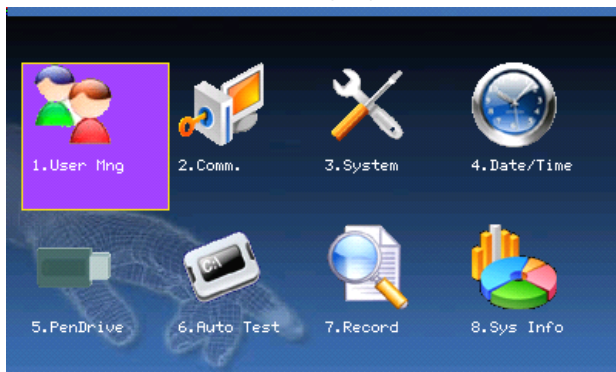 1.User Mng
2.Comm.
3.System
4.Date/Time
C:\
5.PenDrive
6.Auto Test
7.Record
8.Sys Info